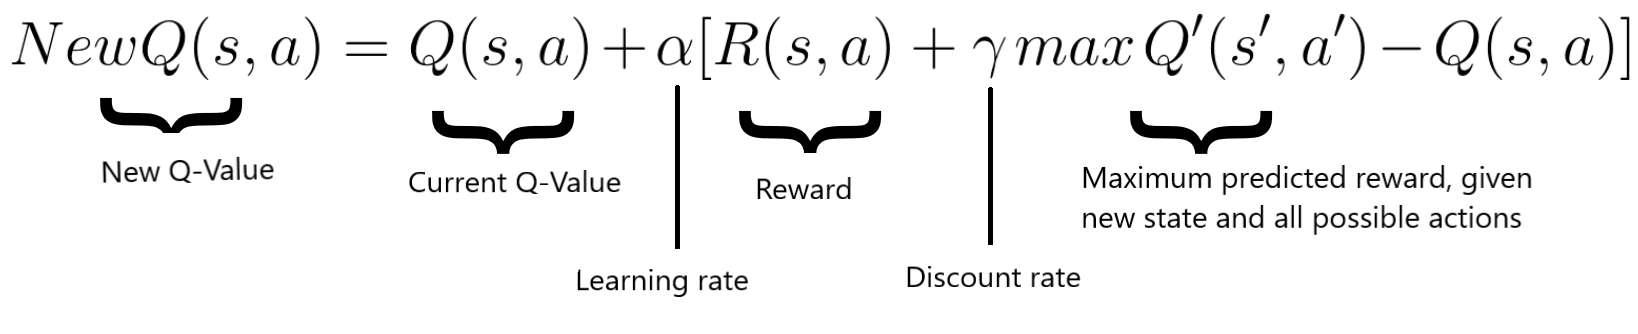 NewQ(s, a) = Q(s, a) + α[R(s, a) + γ max Q′(s′, a′) − Q(s, a)]
New Q-Value
Current Q-Value
Reward
Maximum predicted reward, given
new state and all possible actions
Learning rate
Discount rate